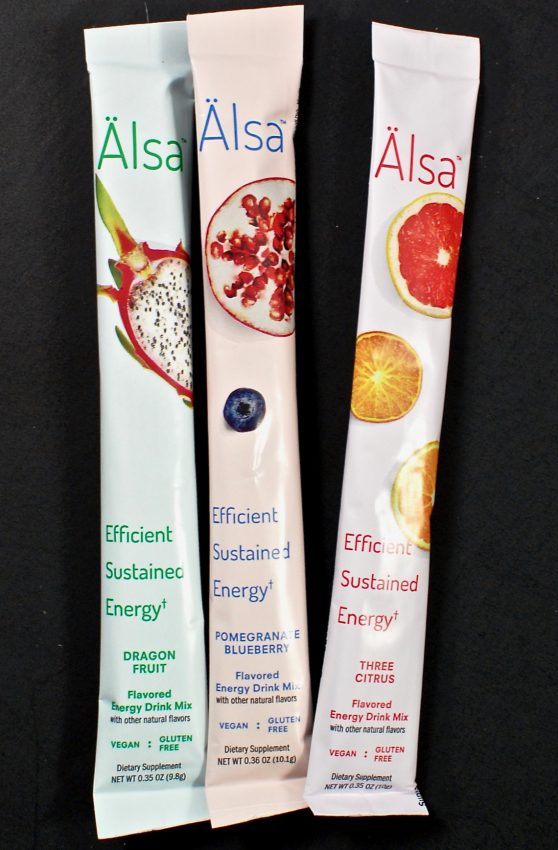 Älsa™
Efficient
Sustained
Energy†
DRAGON
FRUIT
Flavored
Energy Drink Mix
with other natural flavors
VEGAN : GLUTEN
FREE
Dietary Supplement
NET WT 0.35 OZ (9.8g)
Älsa™
Efficient
Sustained
Energy†
POMEGRANATE
BLUEBERRY
Flavored
Energy Drink Mix
with other natural flavors
VEGAN : GLUTEN
FREE
Dietary Supplement
NET WT 0.36 OZ (10.1g)
Älsa™
Efficient
Sustained
Energy†
THREE
CITRUS
Flavored
Energy Drink Mix
with other natural flavors
VEGAN : GLUTEN
FREE
Dietary Supplement
NET WT 0.35 OZ (10g)